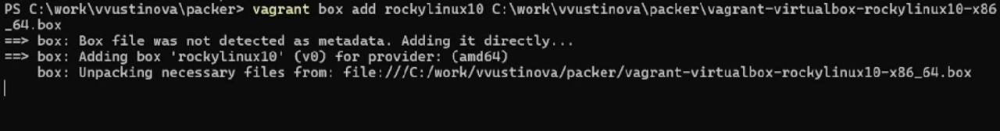 PS C:\work\vvustinova\packer> vagrant box add rockylinux10 C:\work\vvustinova\packer\vagrant-virtualbox-rockylinux10-x86
_64.box
==> box: Box file was not detected as metadata. Adding it directly...
==> box: Adding box 'rockylinux10' (v0) for provider: (amd64)
box: Unpacking necessary files from: file:///C:/work/vvustinova/packer/vagrant-virtualbox-rockylinux10-x86_64.box